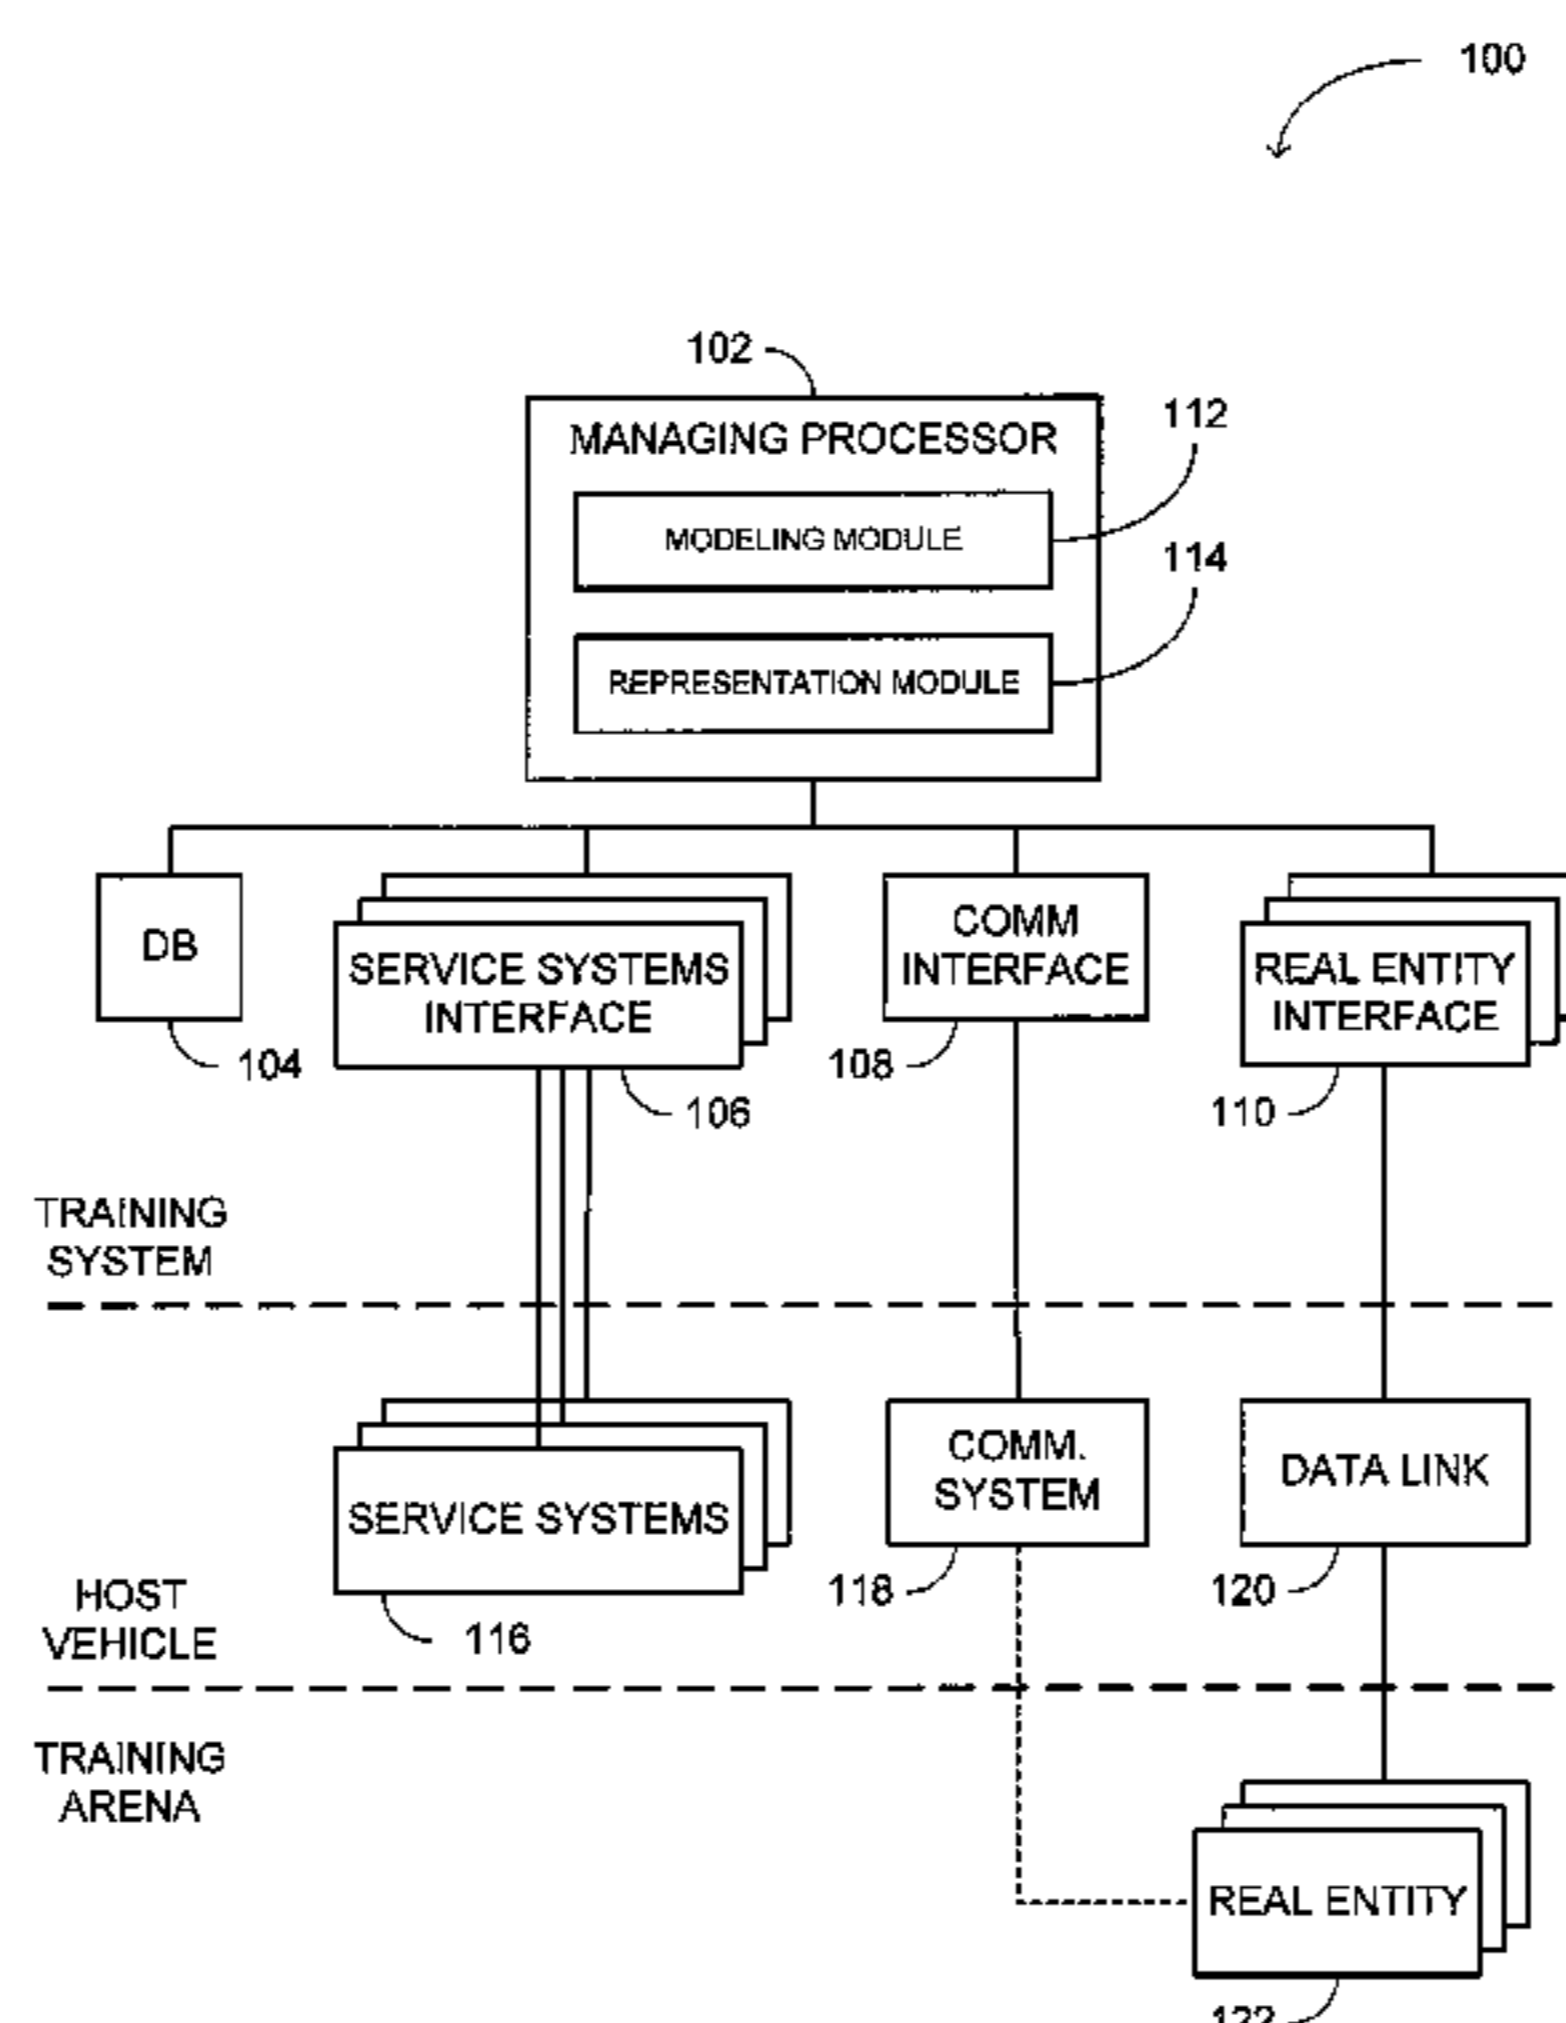 100
102
MANAGING PROCESSOR
112
MODELING MODULE
114
REPRESENTATION MODULE
DB
104
SERVICE SYSTEMS
INTERFACE
106
COMM
INTERFACE
108
REAL ENTITY
INTERFACE
110
TRAINING
SYSTEM
SERVICE SYSTEMS
116
COMM.
SYSTEM
118
DATA LINK
120
HOST
VEHICLE
TRAINING
ARENA
REAL ENTITY
122